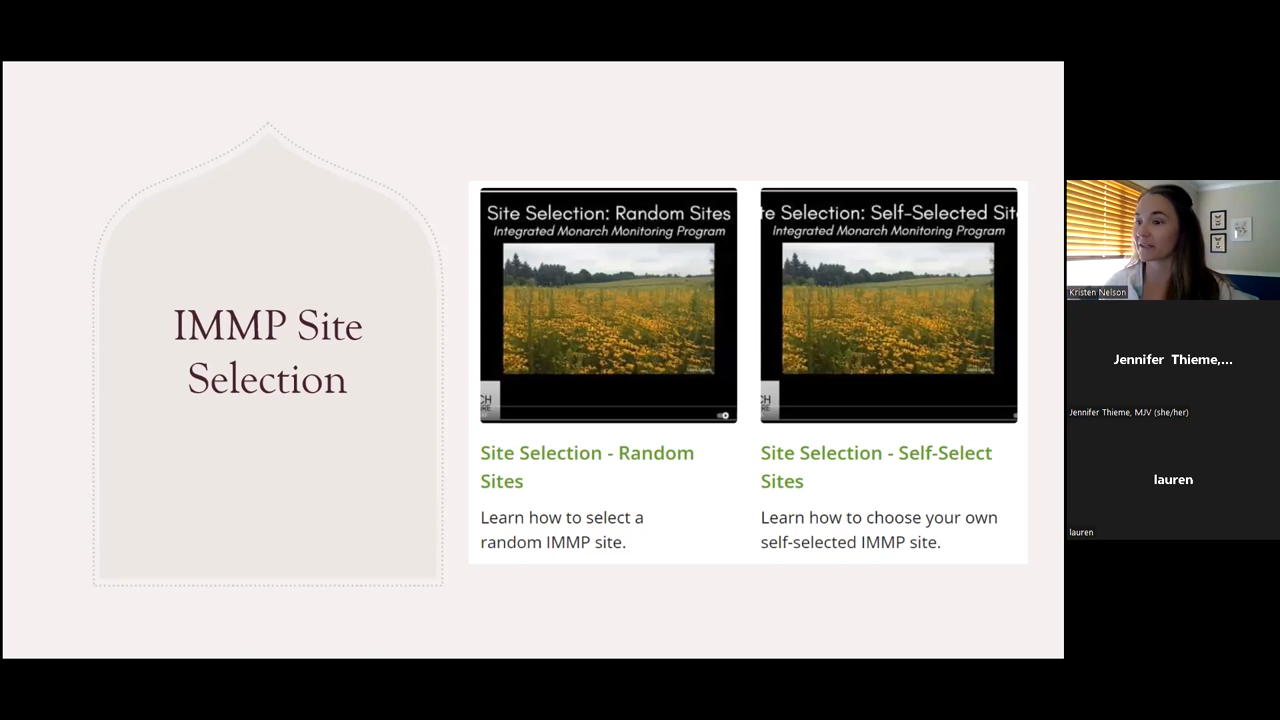 IMMP Site
Selection
Site Selection: Random Sites
Integrated Monarch Monitoring Program
te Selection: Self-Selected Sit
Integrated Monarch Monitoring Program
CH
CH
Site Selection - Random
Sites
Learn how to select a
random IMMP site.
Site Selection - Self-Select
Sites
Learn how to choose your own
self-selected IMMP site.
Kristen Nelson
Jennifer Thieme,...
Jennifer Thieme, MJV (she/her)
lauren
lauren